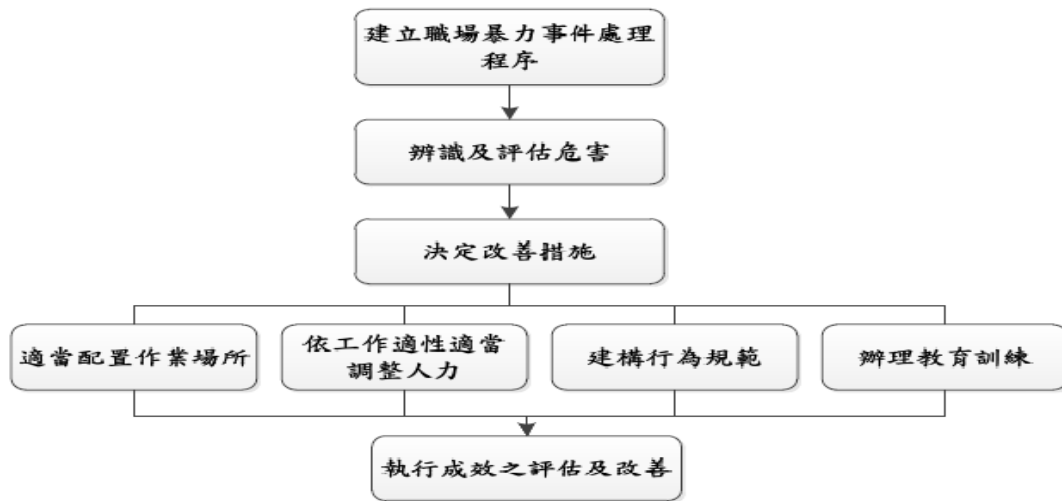 建立職場暴力事件處理
程序
辨識及評估危害
決定改善措施
適當配置作業場所
依工作適性適當
調整人力
建構行為規範
辦理教育訓練
執行成效之評估及改善